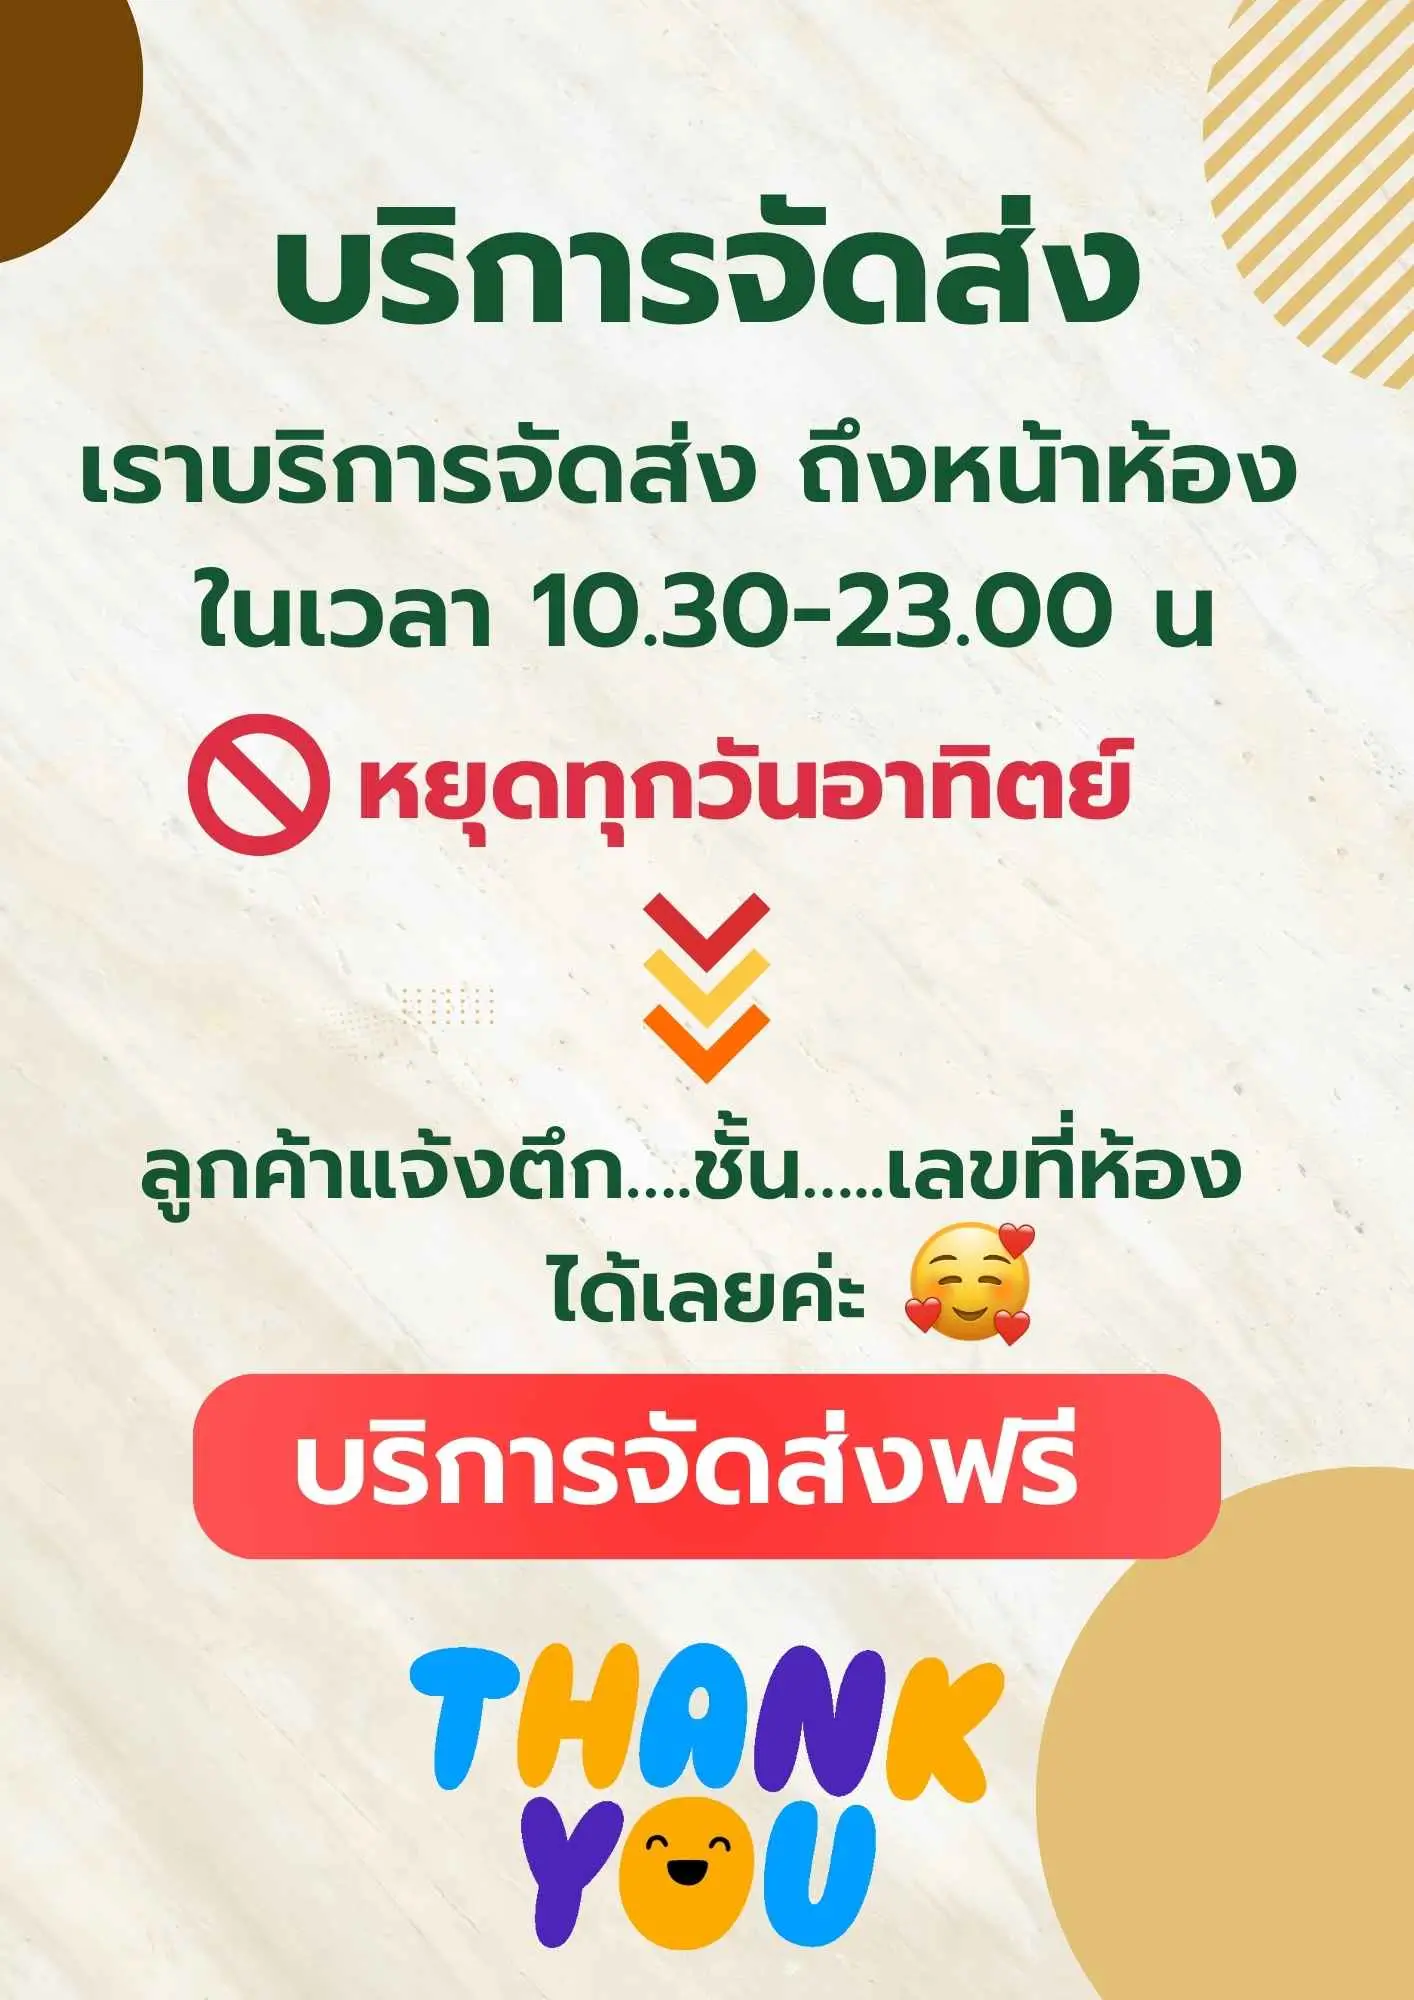 บริการจัดส่ง
เราบริการจัดส่ง ถึงหน้าห้อง
ในเวลา 10.30-23.00 น
หยุดทุกวันอาทิตย์
ลูกค้าแจ้งตึก....ชั้น.....เลขที่ห้อง
ได้เลยค่ะ
บริการจัดส่งฟรี
THANK
YOU